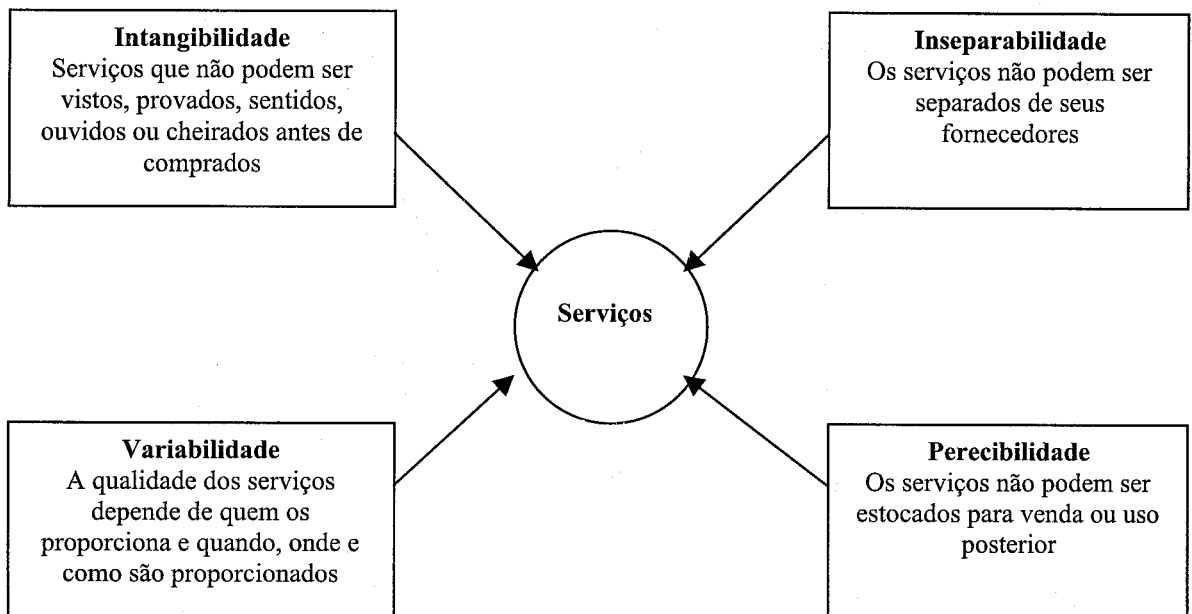 Intangibilidade
Serviços que não podem ser
vistos, provados, sentidos,
ouvidos ou cheirados antes de
comprados
Inseparabilidade
Os serviços não podem ser
separados de seus
fornecedores
Serviços
Variabilidade
A qualidade dos serviços
depende de quem os
proporciona e quando, onde e
como são proporcionados
Perecibilidade
Os serviços não podem ser
estocados para venda ou uso
posterior